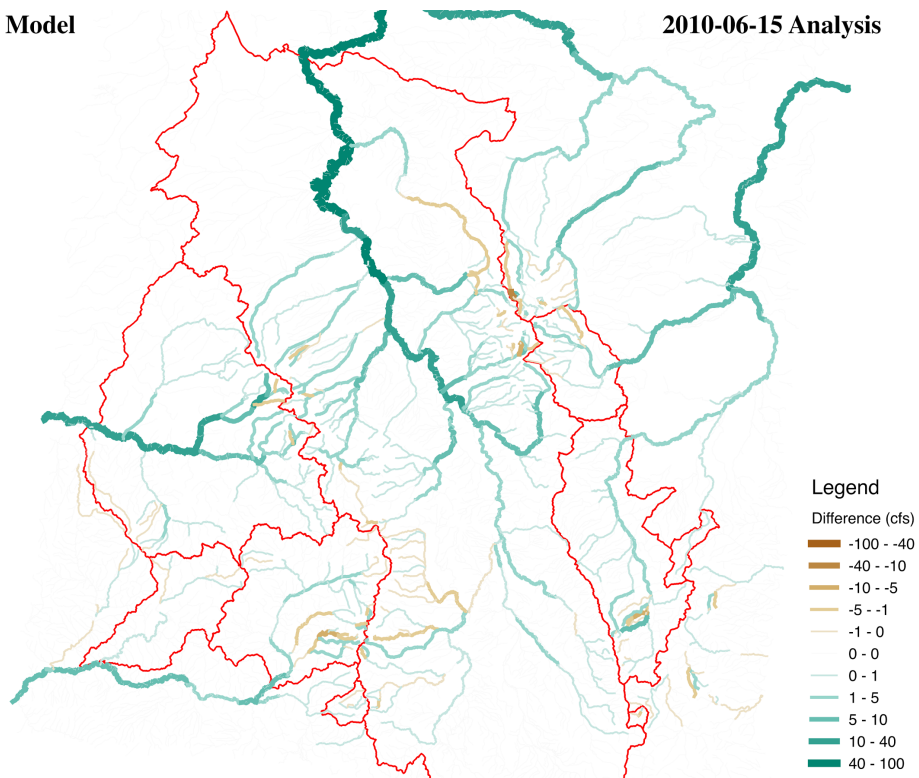 Model
2010-06-15 Analysis
Legend
Difference (cfs)
-100 - -40
-40 - -10
-10 - -5
-5 - -1
-1 - 0
0 - 0
0 - 1
1 - 5
5 - 10
10 - 40
40 - 100